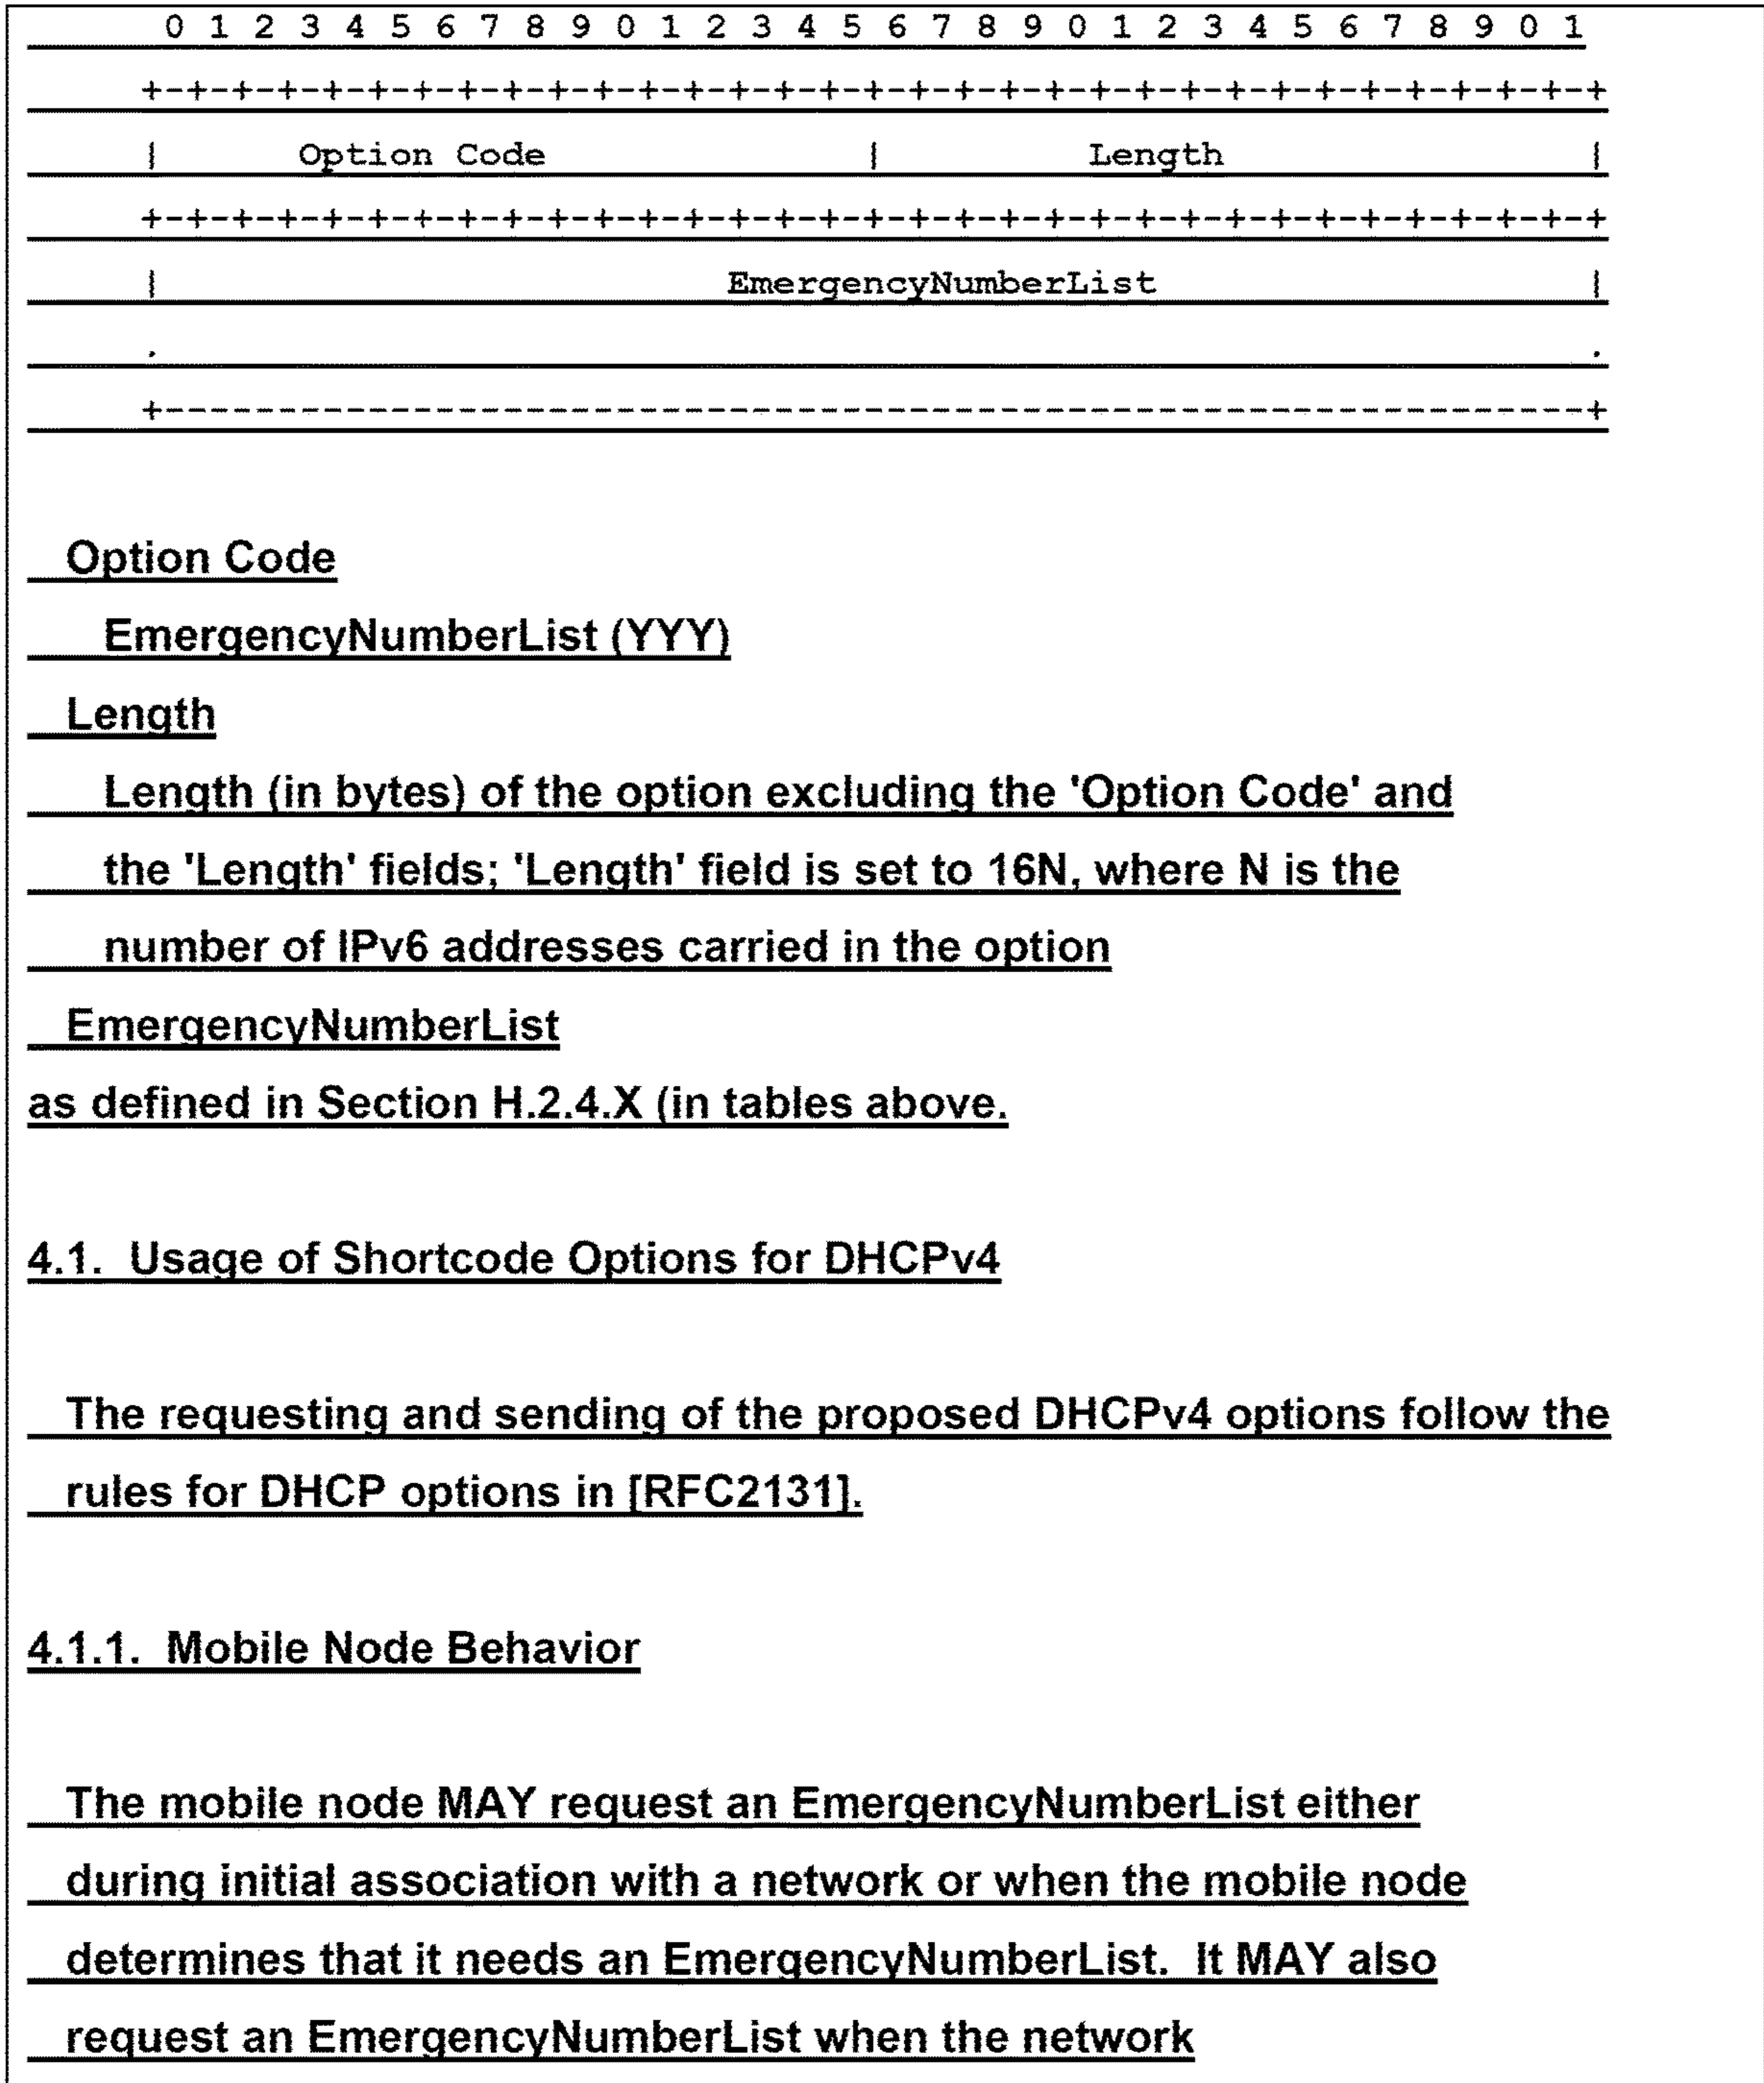 0 1 2 3 4 5 6 7 8 9 0 1 2 3 4 5 6 7 8 9 0 1 2 3 4 5 6 7 8 9 0 1
+-+-+-+-+-+-+-+-+-+-+-+-+-+-+-+-+-+-+-+-+-+-+-+-+-+-+-+-+-+-+-+-+
| Option Code | Length |
+-+-+-+-+-+-+-+-+-+-+-+-+-+-+-+-+-+-+-+-+-+-+-+-+-+-+-+-+-+-+-+-+
| EmergencyNumberList |
. .
+---------------------------------------------------------------+
Option Code
EmergencyNumberList (YYY)
Length
Length (in bytes) of the option excluding the 'Option Code' and
the 'Length' fields; 'Length' field is set to 16N, where N is the
number of IPv6 addresses carried in the option
EmergencyNumberList
as defined in Section H.2.4.X (in tables above.
4.1. Usage of Shortcode Options for DHCPv4
The requesting and sending of the proposed DHCPv4 options follow the
rules for DHCP options in [RFC2131].
4.1.1. Mobile Node Behavior
The mobile node MAY request an EmergencyNumberList either
during initial association with a network or when the mobile node
determines that it needs an EmergencyNumberList. It MAY also
request an EmergencyNumberList when the network